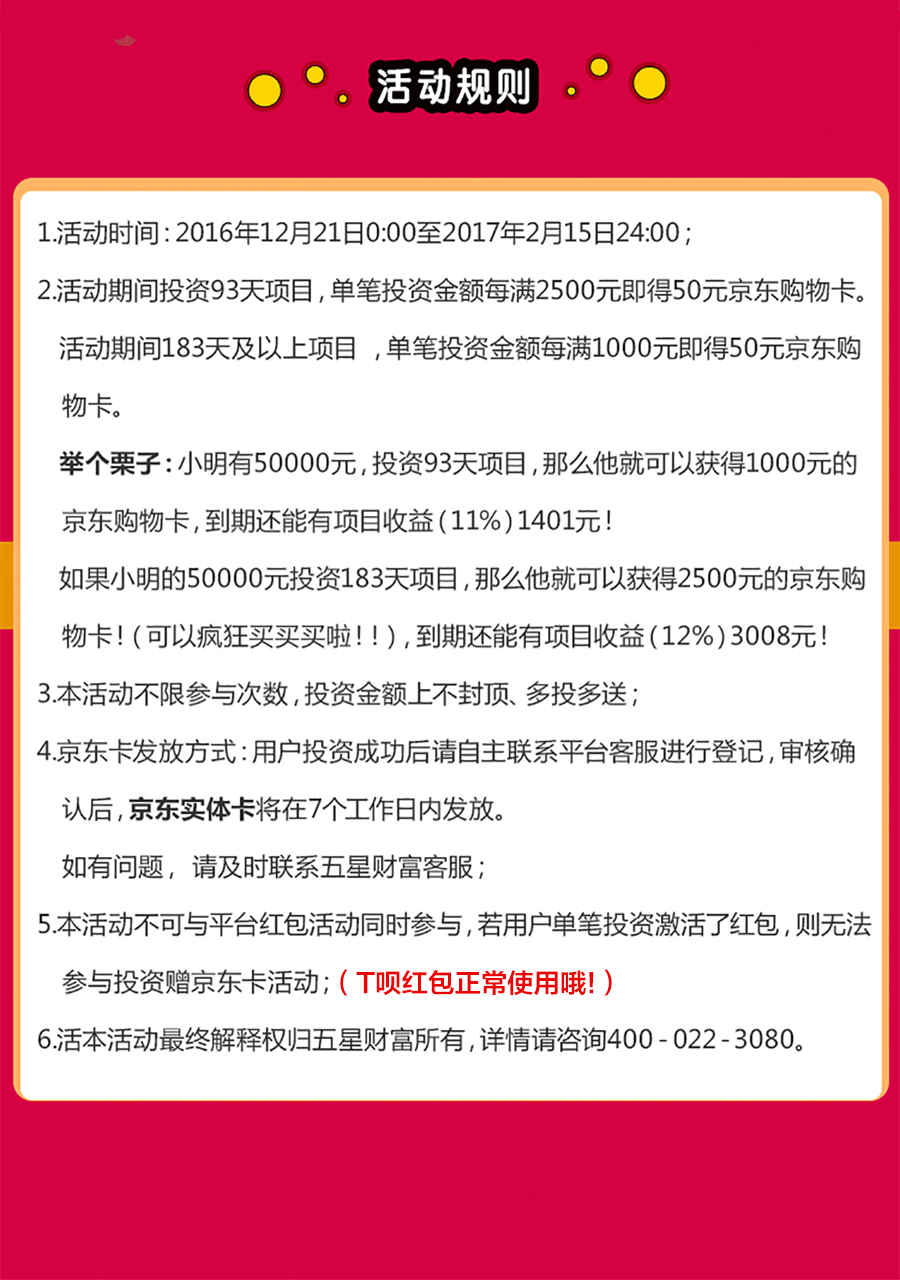 活动规则
1.活动时间：2016年12月21日0:00至2017年2月15日24:00；
2.活动期间投资93天项目，单笔投资金额每满2500元即得50元京东购物卡。
活动期间183天及以上项目 ，单笔投资金额每满1000元即得50元京东购
物卡。
举个栗子：小明有50000元，投资93天项目，那么他就可以获得1000元的
京东购物卡，到期还能有项目收益（11%）1401元！
如果小明的50000元投资183天项目，那么他就可以获得2500元的京东购
物卡！（可以疯狂买买买啦！！），到期还能有项目收益（12%）3008元！
3.本活动不限参与次数，投资金额上不封顶、多投多送；
4.京东卡发放方式：用户投资成功后请自主联系平台客服进行登记，审核确
认后，京东实体卡将在7个工作日内发放。
如有问题，请及时联系五星财富客服；
5.本活动不可与平台红包活动同时参与，若用户单笔投资激活了红包，则无法
参与投资赠京东卡活动；（T呗红包正常使用哦！）
6.活本活动最终解释权归五星财富所有，详情请咨询400-022-3080。